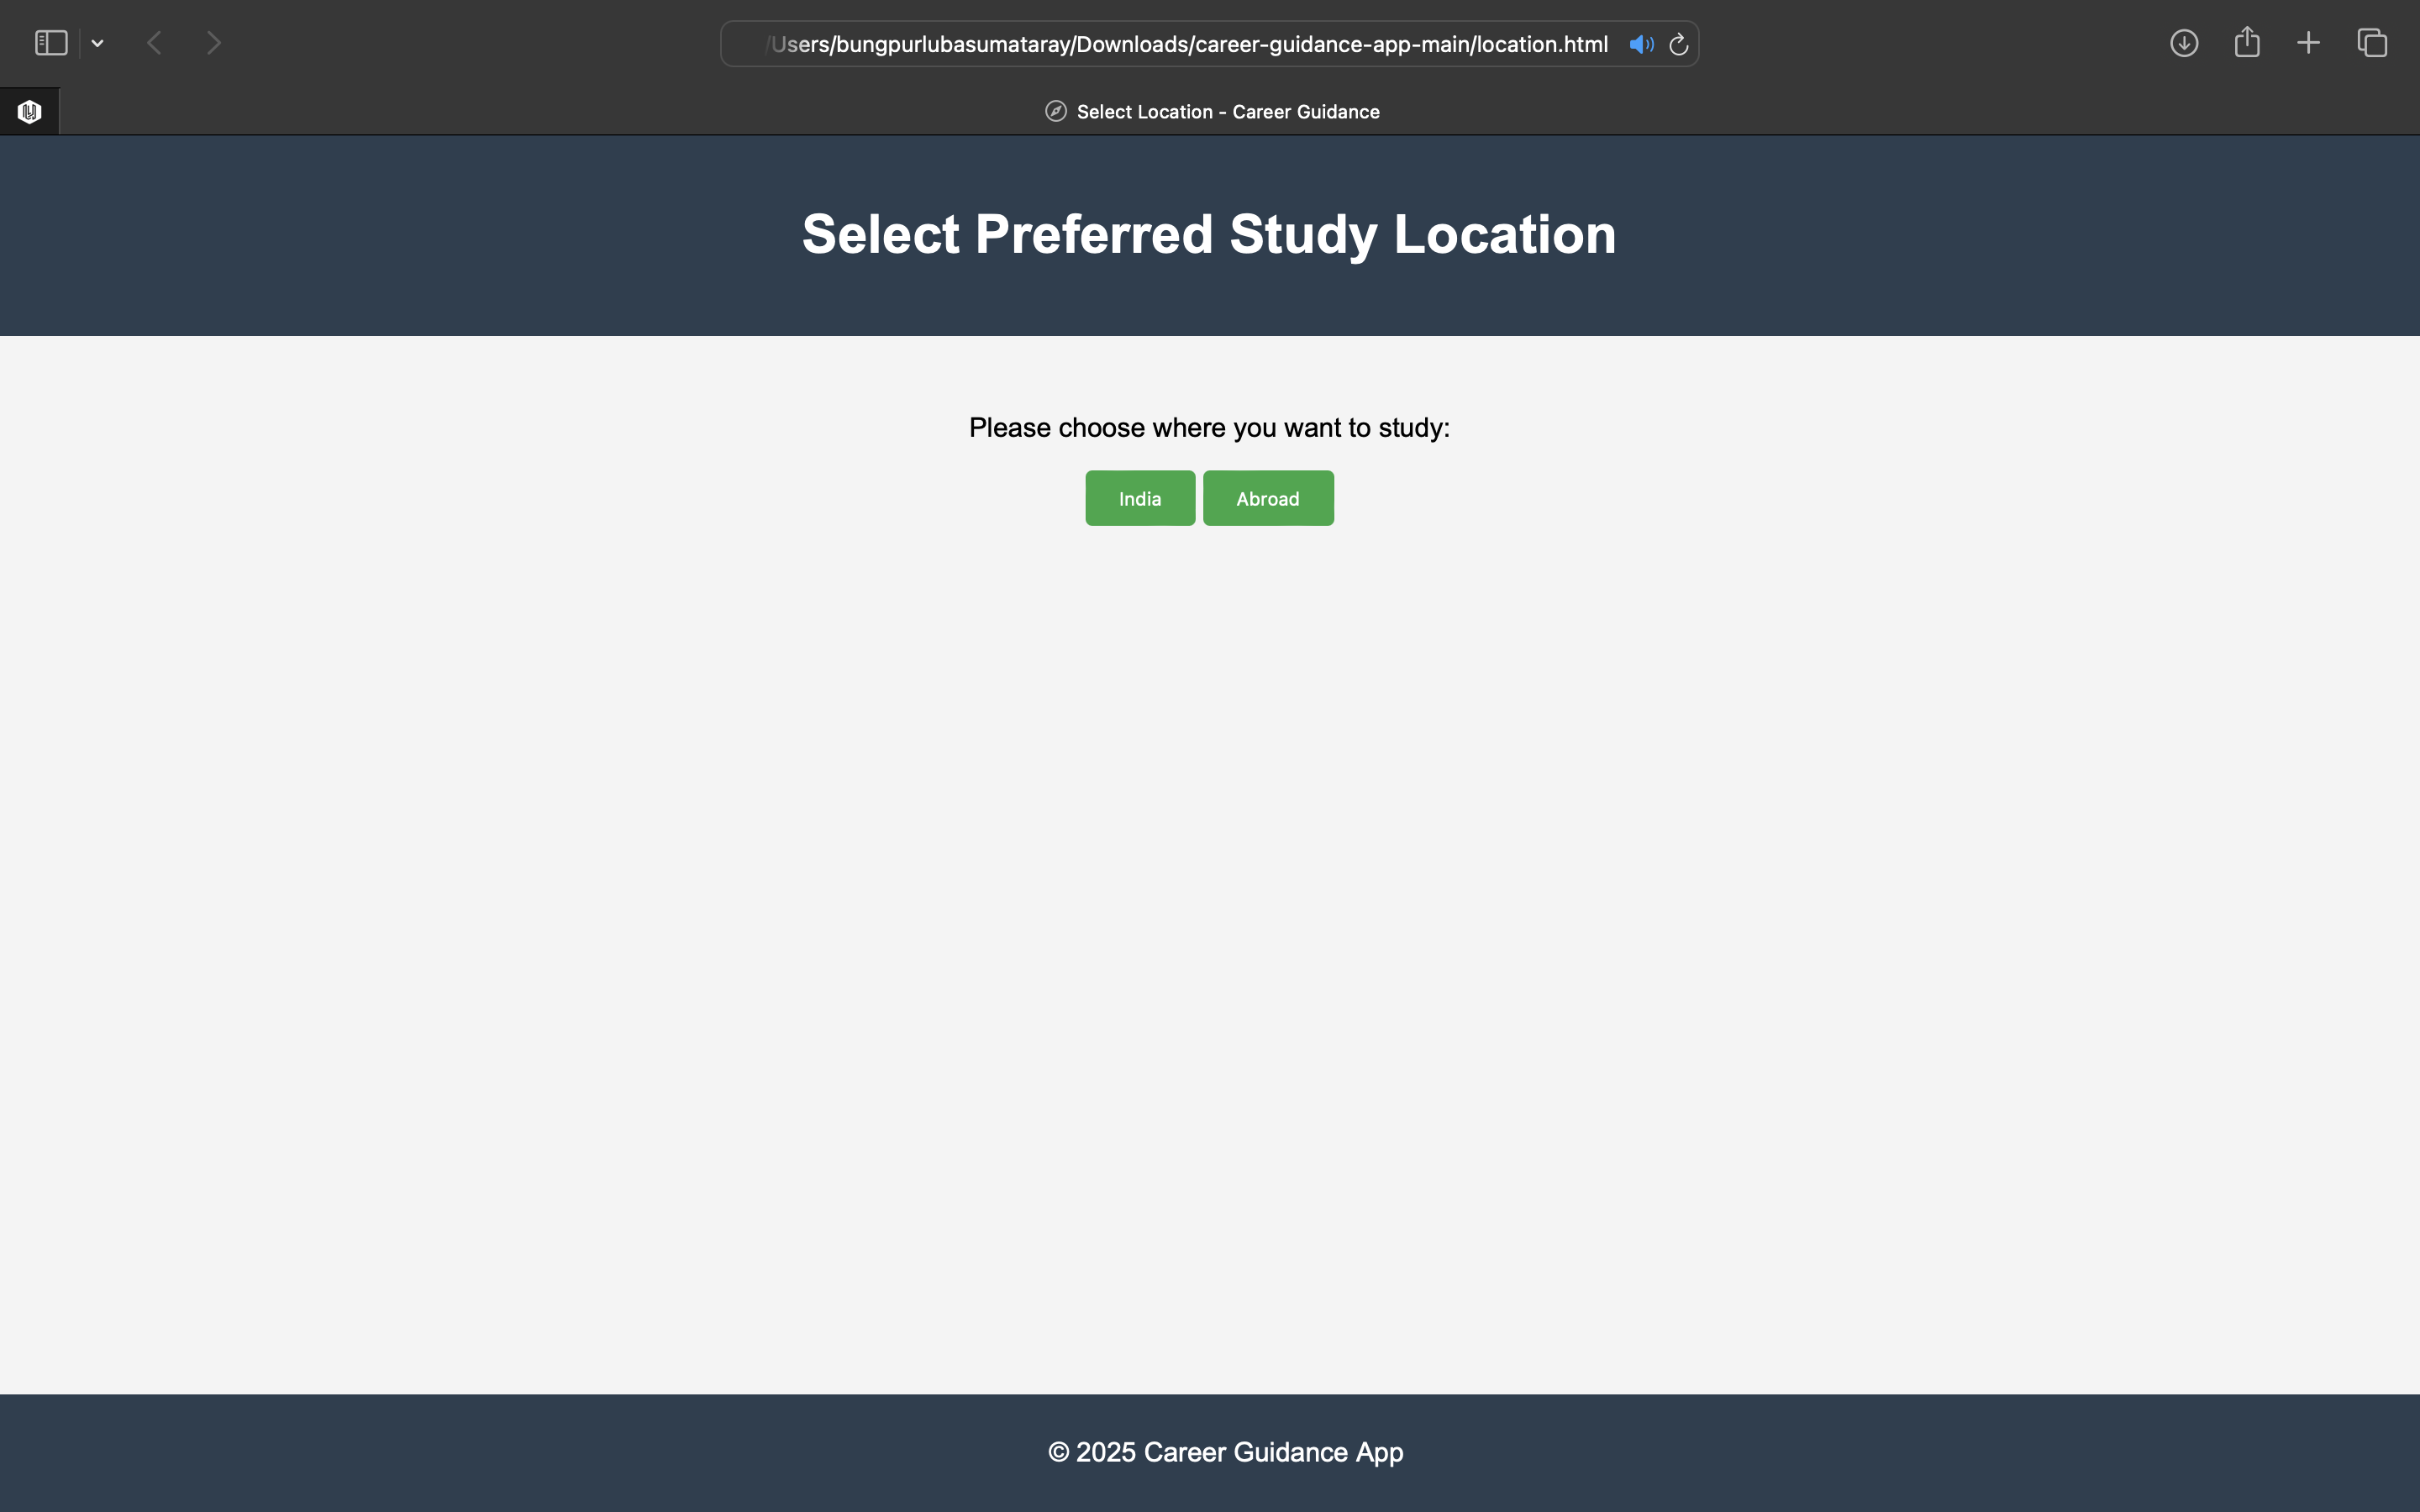 /Users/bungpurlubasumataray/Downloads/career-guidance-app-main/location.html
Select Location - Career Guidance
Select Preferred Study Location
Please choose where you want to study:
India Abroad
© 2025 Career Guidance App